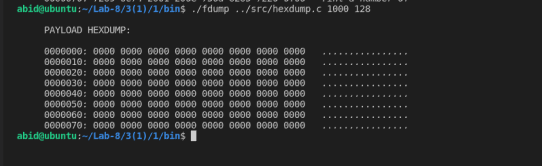 abid@ubuntu:~/Lab-8/3(1)/1/bin$ ./fdump ../src/hexdump.c 1000 128
PAYLOAD HEXDUMP:
0000000: 0000 0000 0000 0000 0000 0000 0000 0000 ................
0000010: 0000 0000 0000 0000 0000 0000 0000 0000 ................
0000020: 0000 0000 0000 0000 0000 0000 0000 0000 ................
0000030: 0000 0000 0000 0000 0000 0000 0000 0000 ................
0000040: 0000 0000 0000 0000 0000 0000 0000 0000 ................
0000050: 0000 0000 0000 0000 0000 0000 0000 0000 ................
0000060: 0000 0000 0000 0000 0000 0000 0000 0000 ................
0000070: 0000 0000 0000 0000 0000 0000 0000 0000 ................
abid@ubuntu:~/Lab-8/3(1)/1/bin$